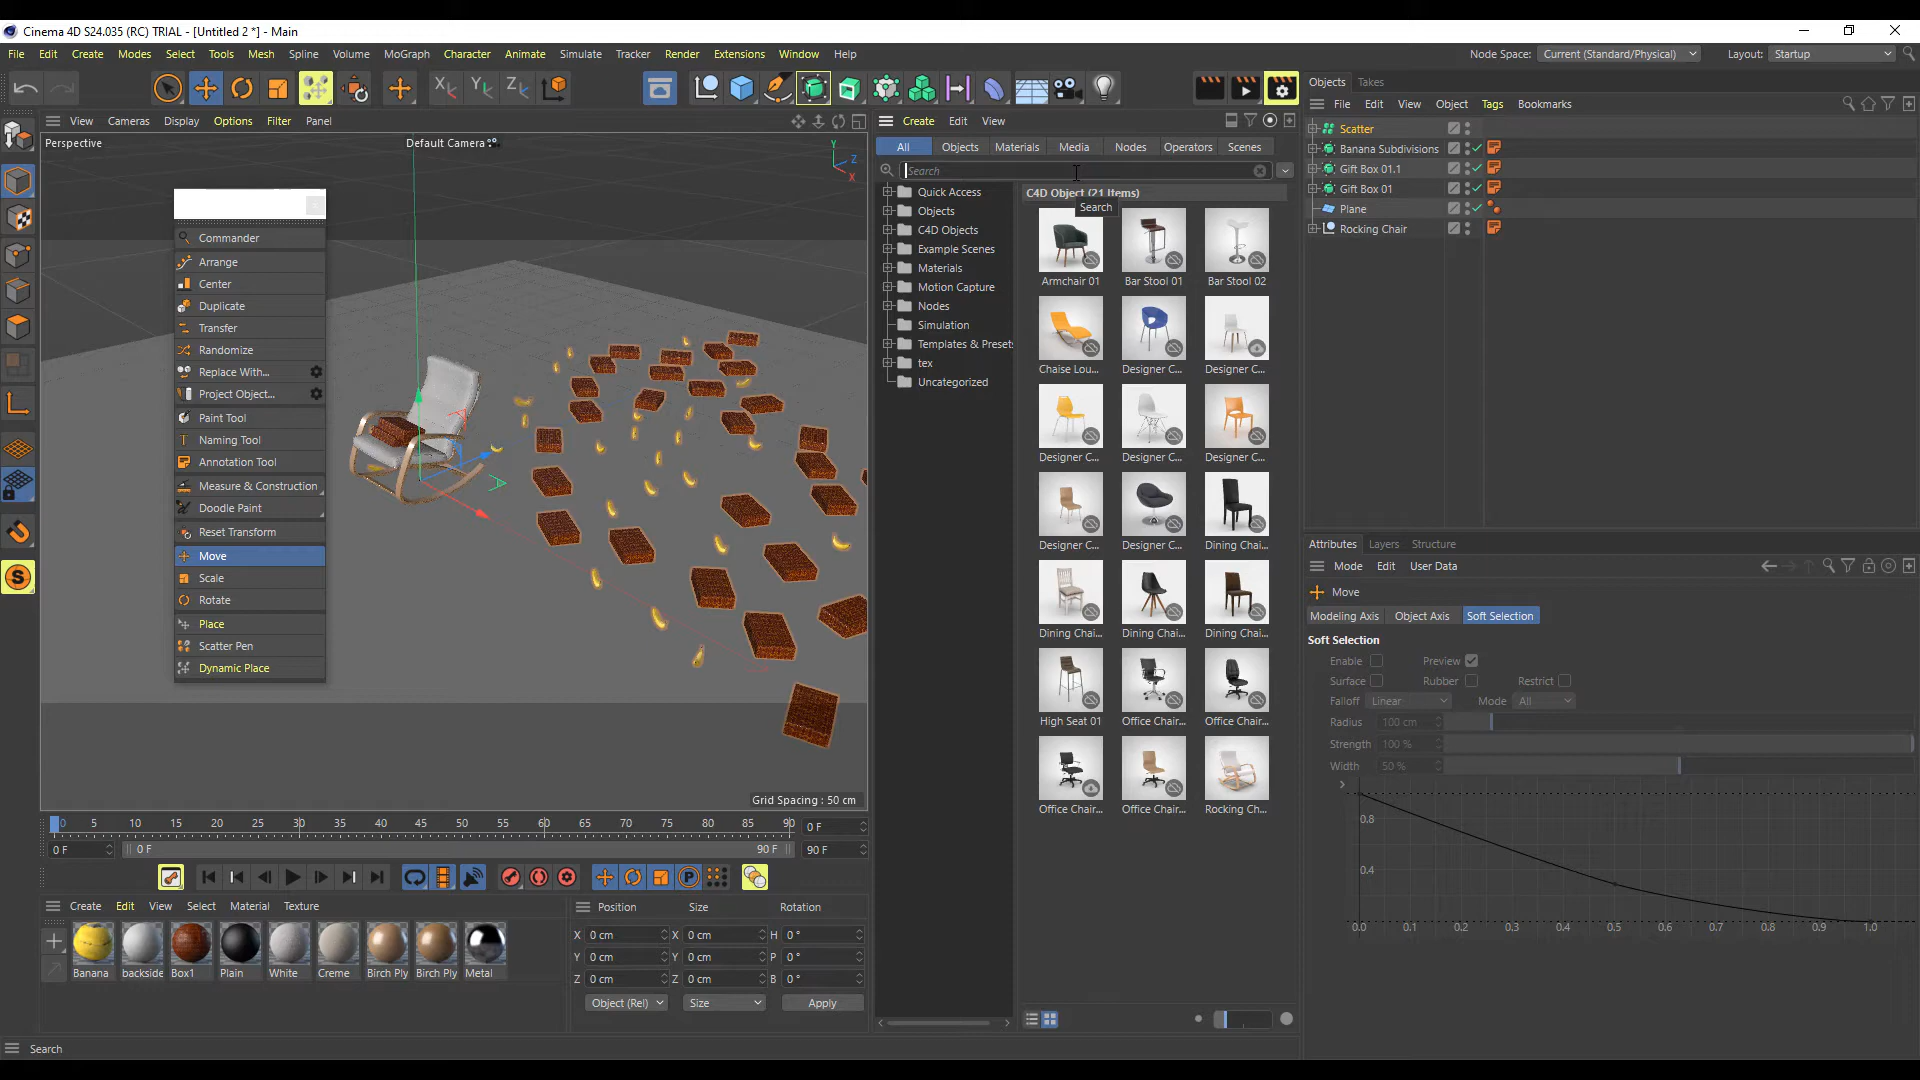 Cinema 4D S24.035 (RC) TRIAL - [Untitled 2 *] - Main
File Edit Create Modes Select Tools Mesh Spline Volume MoGraph Character Animate Simulate Tracker Render Extensions Window Help
Node Space: Current (Standard/Physical) Layout: Startup
Objects Takes
File Edit View Object Tags Bookmarks
View Cameras Display Options Filter Panel
Create Edit View
Perspective
Default Camera
Y
Z
X
All Objects Materials Media Nodes Operators Scenes
Search
Quick Access
Objects
C4D Objects
Example Scenes
Materials
Motion Capture
Nodes
Simulation
Templates & Presets
tex
Uncategorized
C4D Object (21 Items)
Search
Armchair 01 Bar Stool 01 Bar Stool 02
Chaise Lou... Designer C... Designer C...
Designer C... Designer C... Designer C...
Designer C... Designer C... Dining Chai...
Dining Chai... Dining Chai... Dining Chai...
High Seat 01 Office Chair... Office Chair...
Office Chair... Office Chair... Rocking Ch...
Commander
Arrange
Center
Duplicate
Transfer
Randomize
Replace With...
Project Object...
Paint Tool
Naming Tool
Annotation Tool
Measure & Construction
Doodle Paint
Reset Transform
Move
Scale
Rotate
Place
Scatter Pen
Dynamic Place
Grid Spacing : 50 cm
Scatter
Banana Subdivisions
Gift Box 01.1
Gift Box 01
Plane
Rocking Chair
Attributes Layers Structure
Mode Edit User Data
Move
Modeling Axis Object Axis Soft Selection
Soft Selection
Enable Preview
Surface Rubber Restrict
Falloff Linear Mode All
Radius 100 cm
Strength 100 %
Width 50 %
0.8
0.4
0.0 0.1 0.2 0.3 0.4 0.5 0.6 0.7 0.8 0.9 1.0
0 5 10 15 20 25 30 35 40 45 50 55 60 65 70 75 80 85 90 0 F
0 F 0 F 90 F 90 F
Create Edit View Select Material Texture
Banana backside Box1 Plain White Creme Birch Ply Birch Ply Metal
Position Size Rotation
X 0 cm X 0 cm H 0 °
Y 0 cm Y 0 cm P 0 °
Z 0 cm Z 0 cm B 0 °
Object (Rel) Size Apply
Search